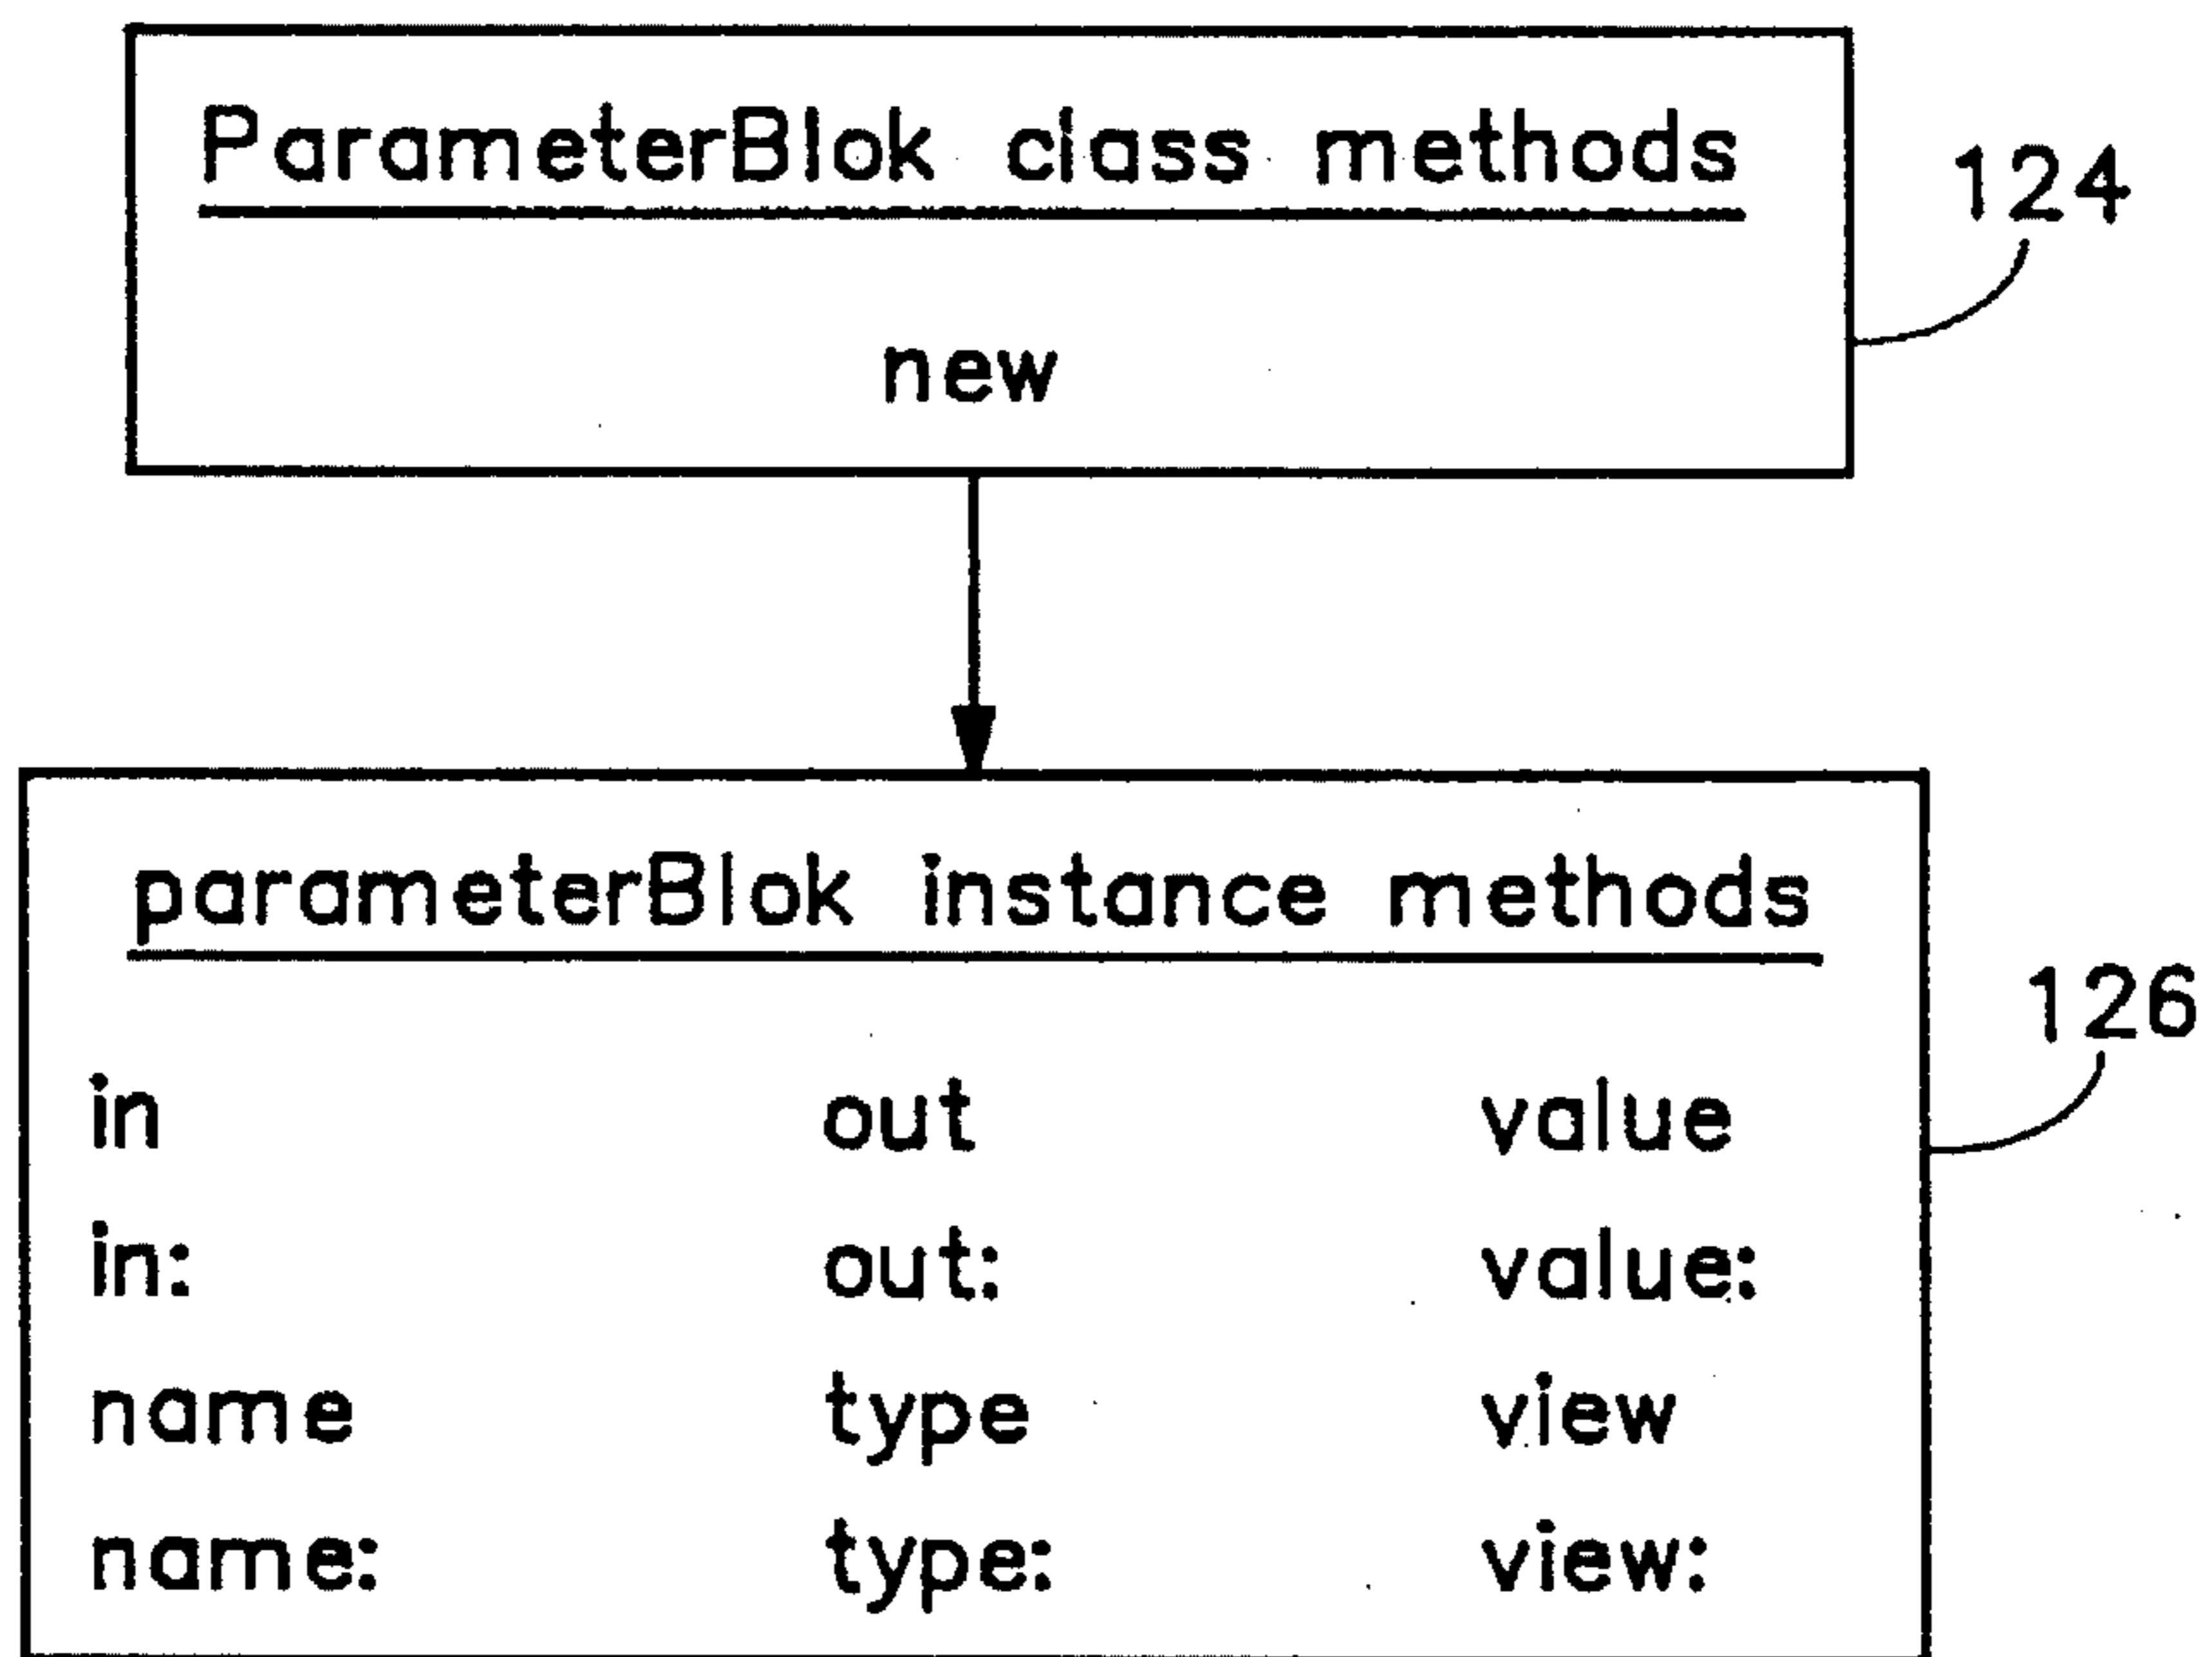 ParameterBlok class methods
124
new
parameterBlok instance methods
126
in out value
in: out: value:
name type view
name: type: view: